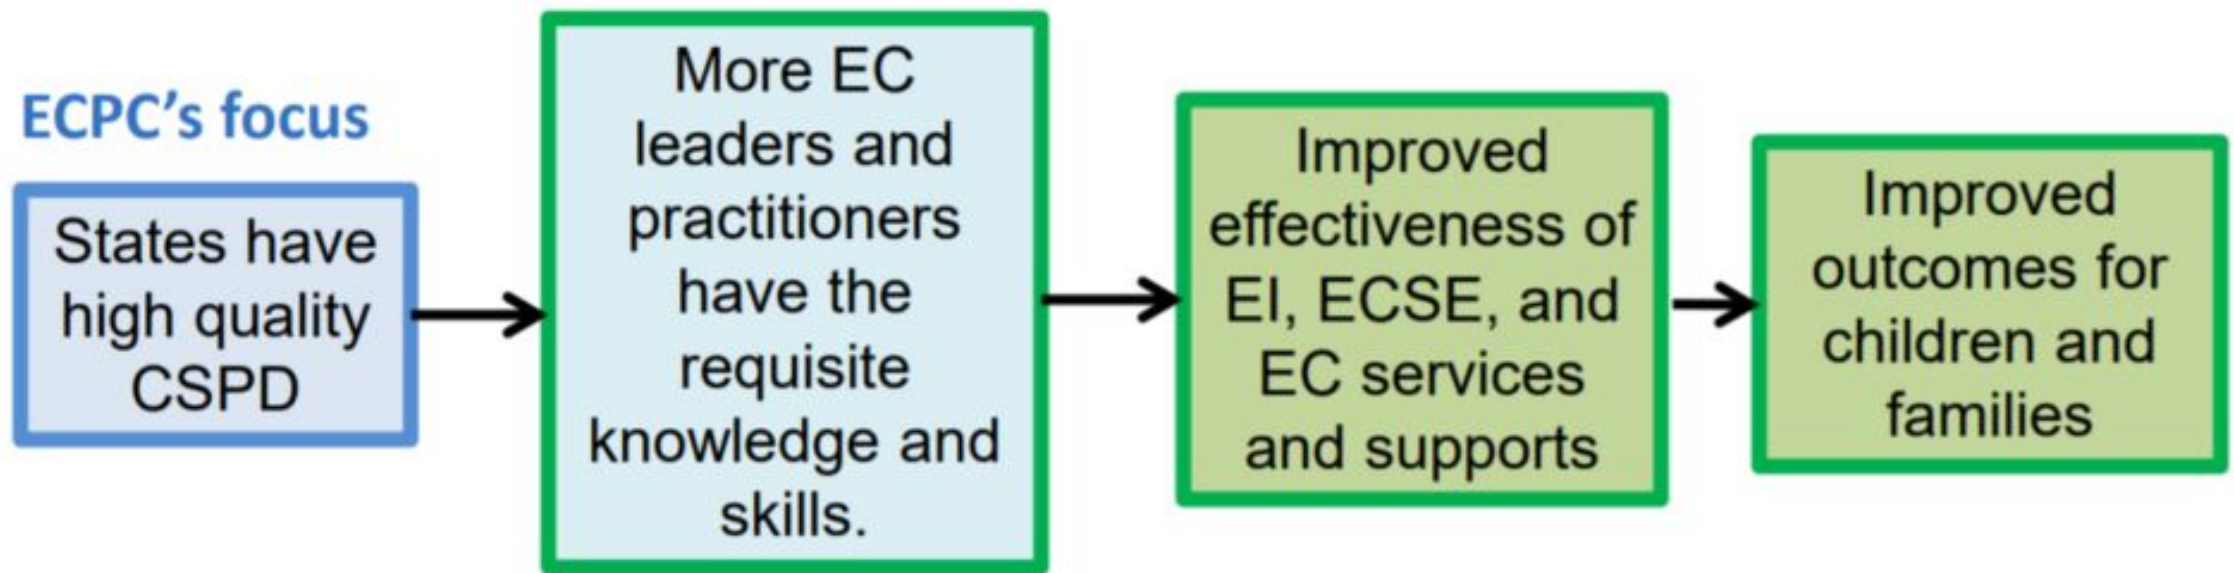 ECPC's focus
States have
high quality
CSPD
More EC
leaders and
practitioners
have the
requisite
knowledge and
skills.
Improved
effectiveness of
EI, ECSE, and
EC services
and supports
Improved
outcomes for
children and
families